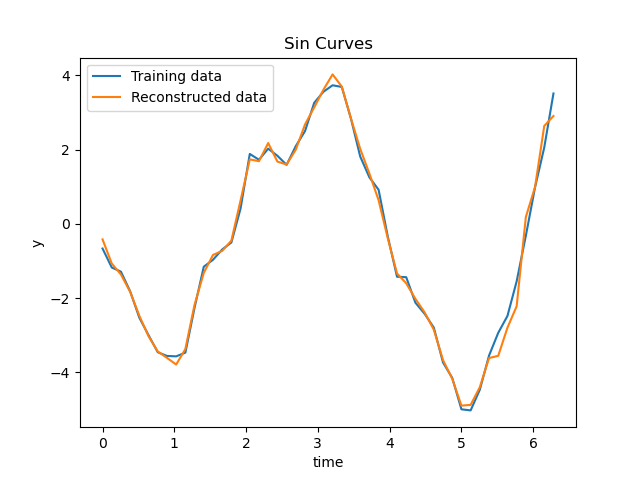 Sin Curves
Training data
Reconstructed data
4
2
0
−2
−4
y
0 1 2 3 4 5 6
time